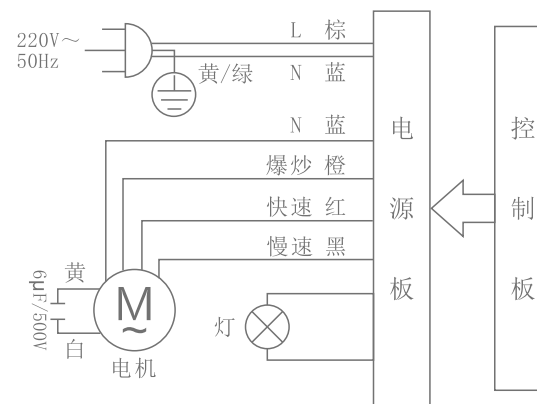 220V～
50Hz
L 棕
黄/绿
N 蓝
N 蓝
爆炒 橙
快速 红
慢速 黑
电源板
控制板
黄
6μF/500V
白
M
~
电机
灯